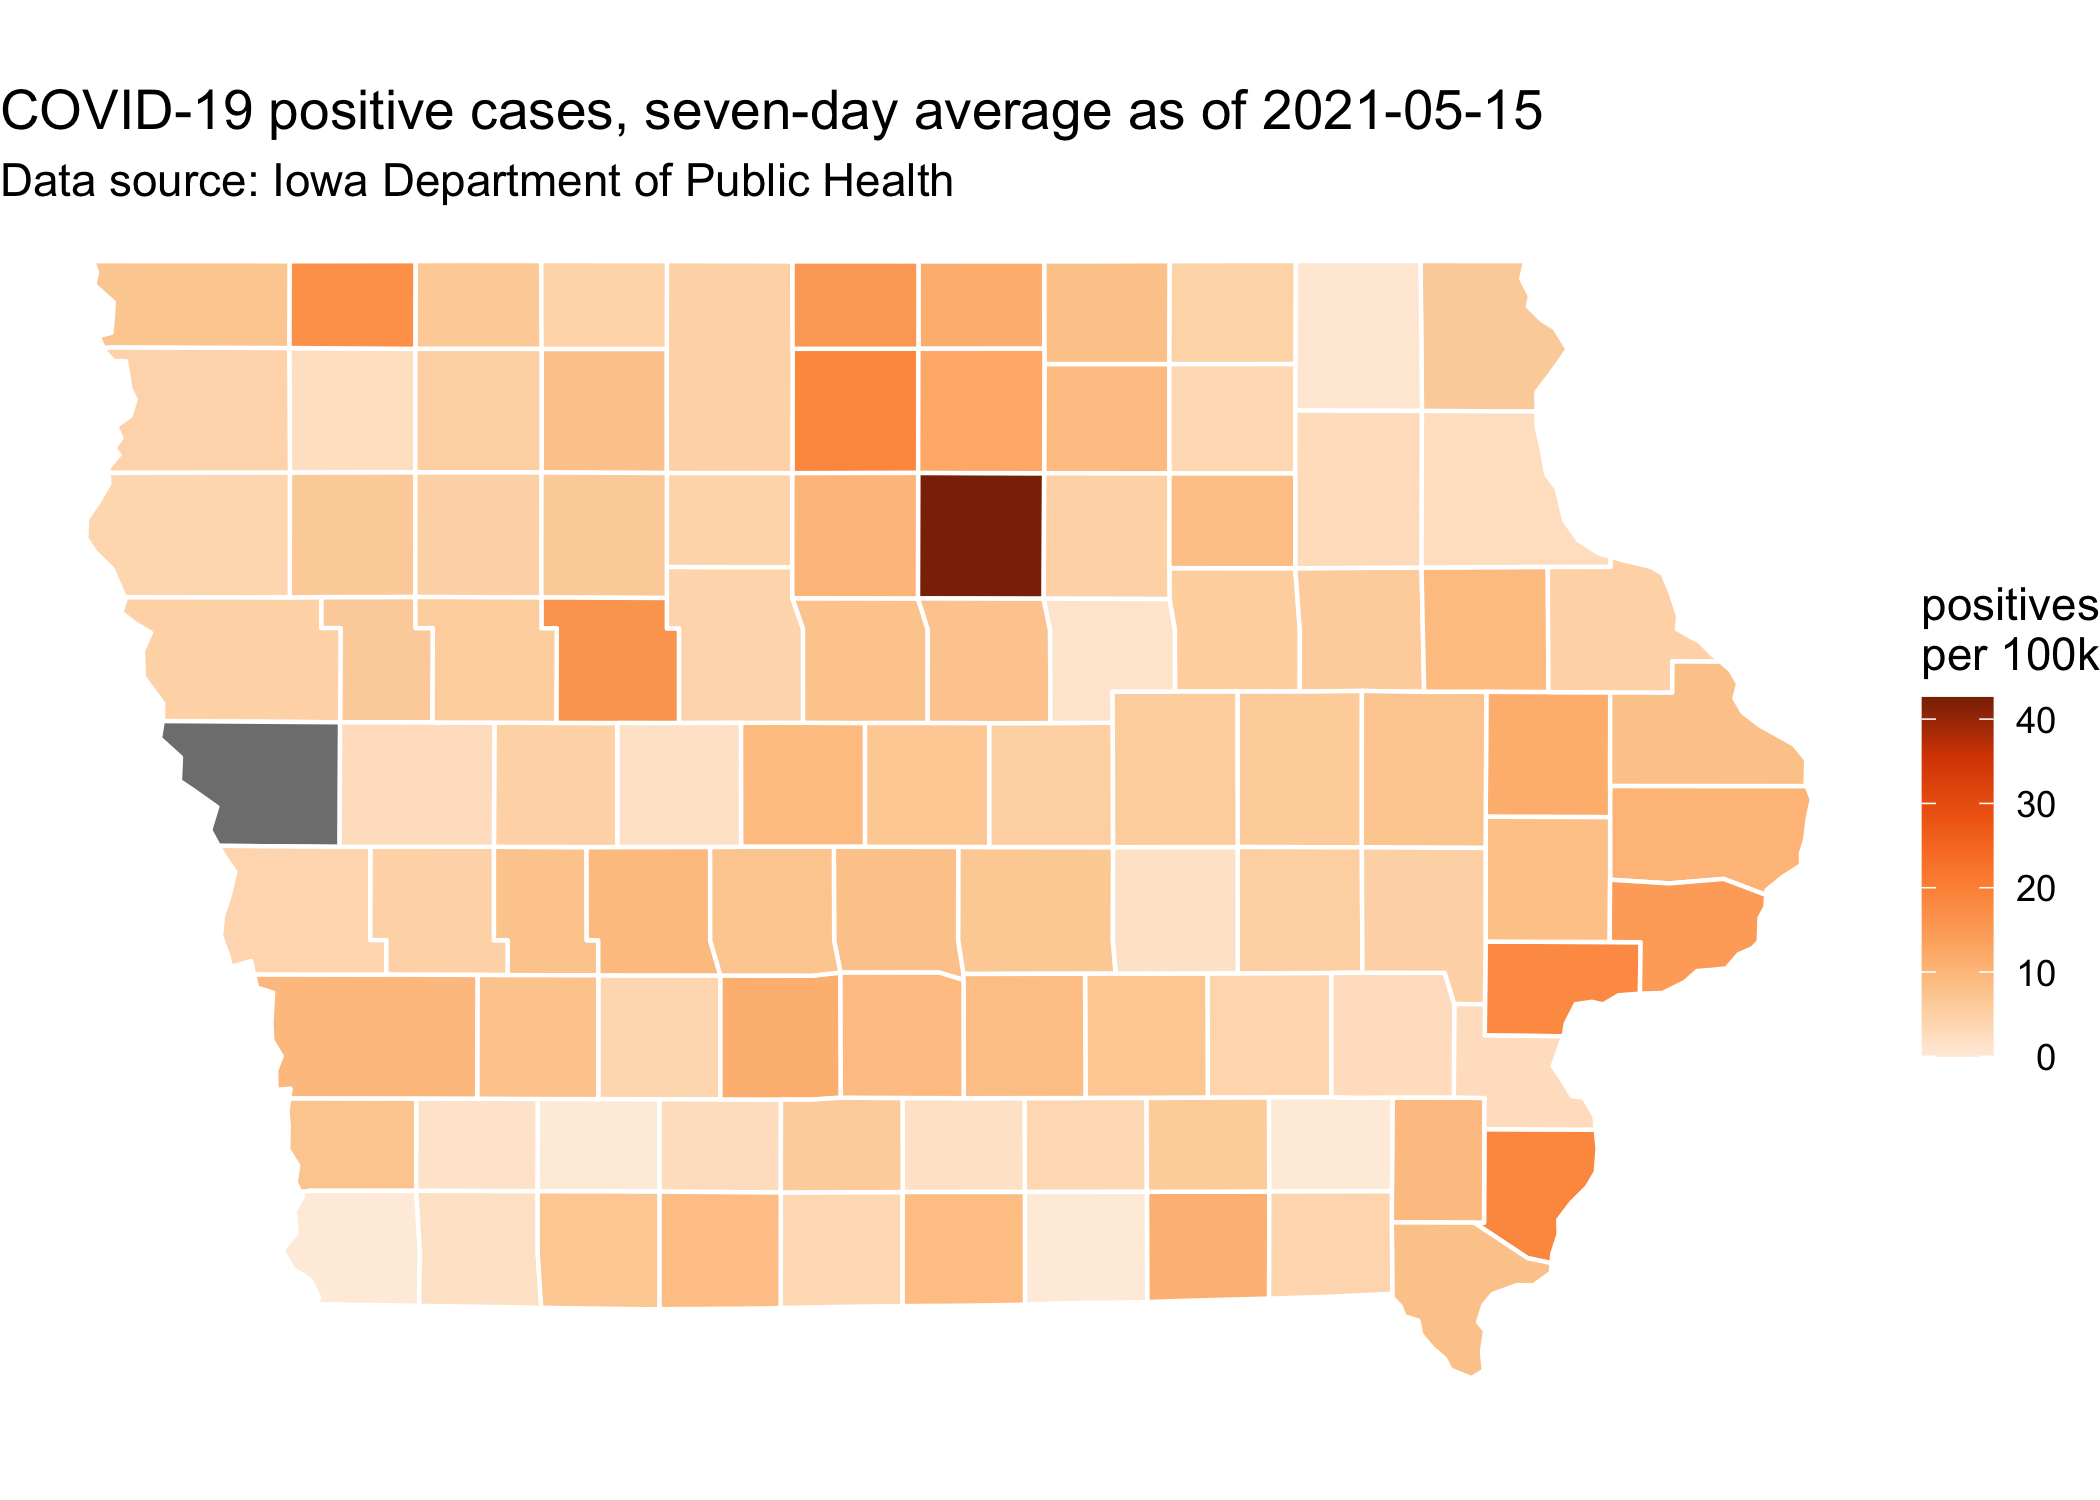 COVID-19 positive cases, seven-day average as of 2021-05-15
Data source: Iowa Department of Public Health
positives
per 100k
40
30
20
10
0